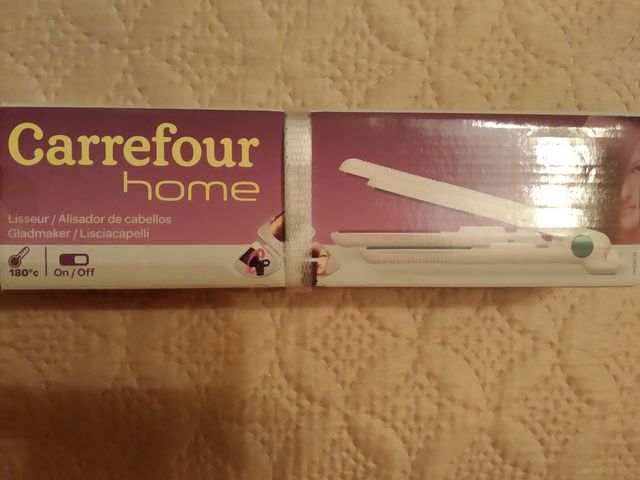 Carrefour
home
Lisseur / Alisador de cabellos
Gladmaker / Lisciacapelli
180°c
On / Off